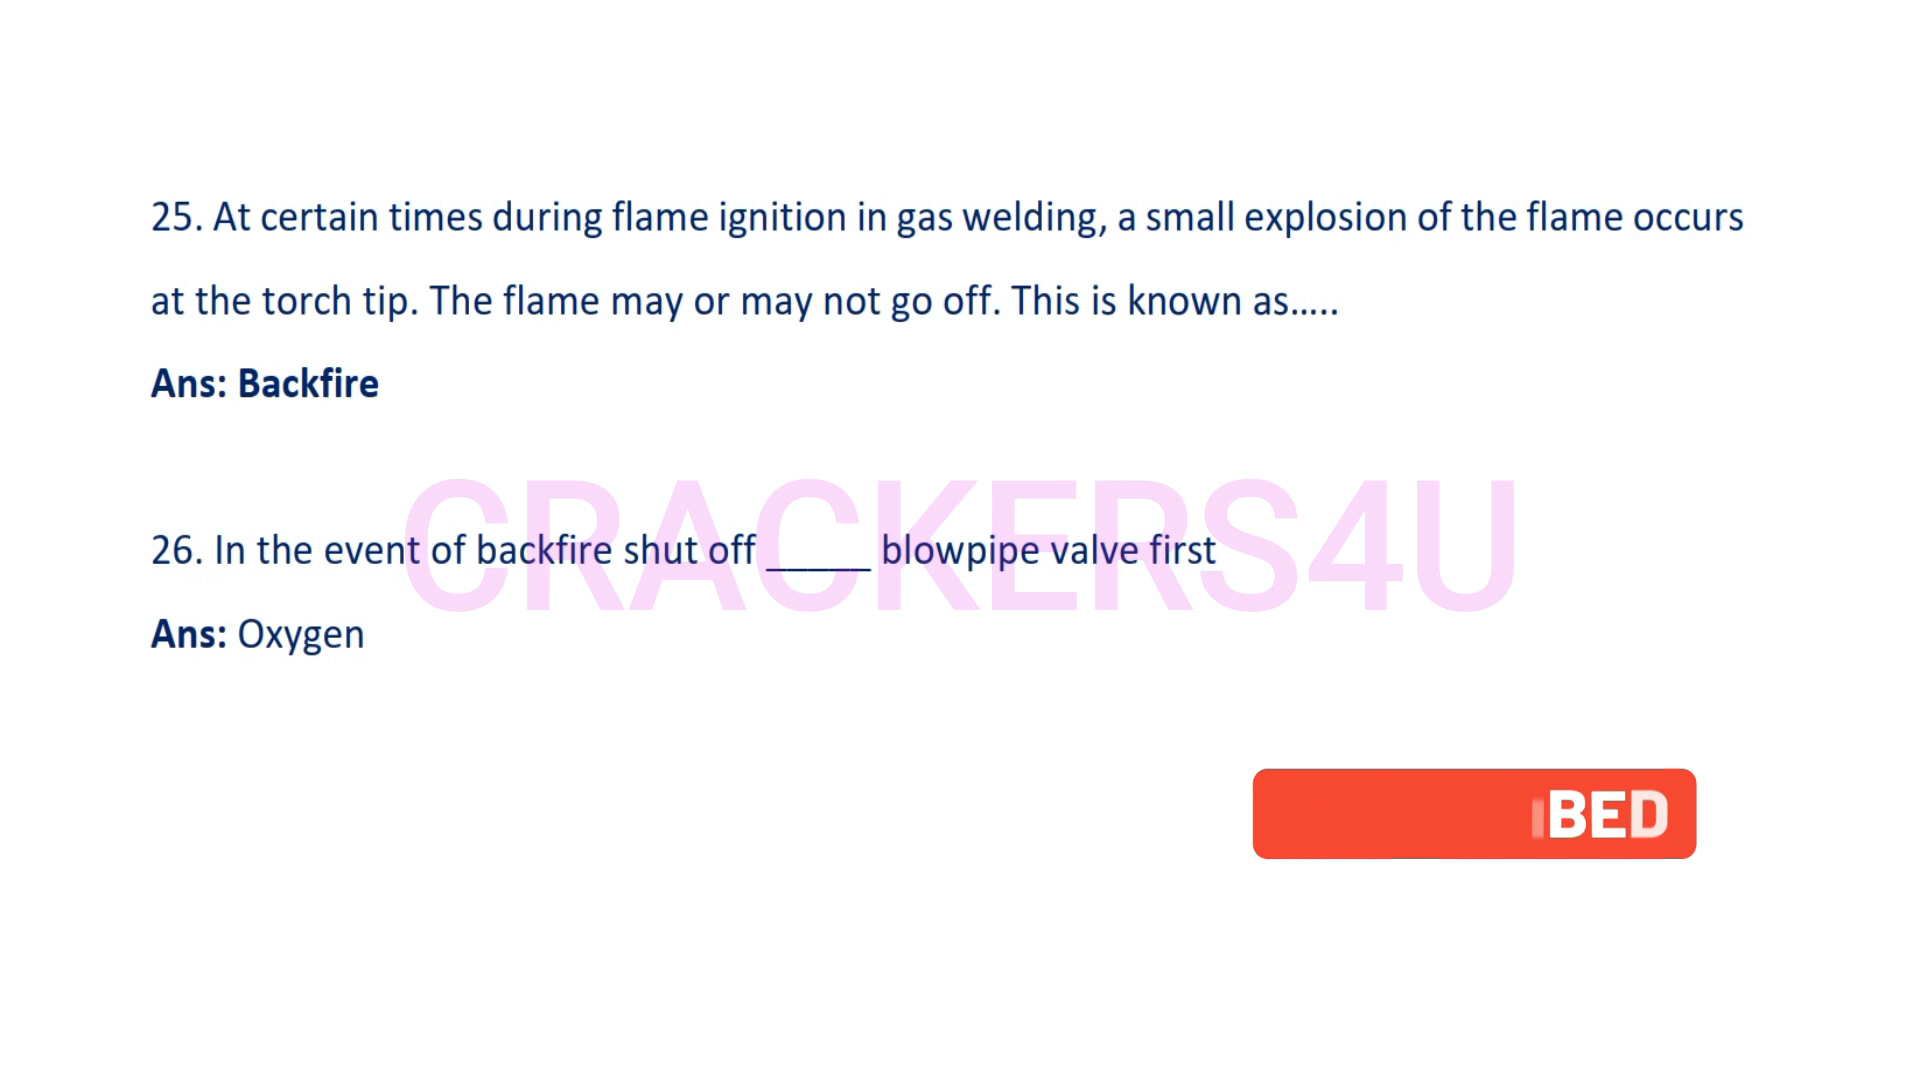 25. At certain times during flame ignition in gas welding, a small explosion of the flame occurs
at the torch tip. The flame may or may not go off. This is known as…..
Ans: Backfire
CRACKERS4U
26. In the event of backfire shut off _____ blowpipe valve first
Ans: Oxygen
BED